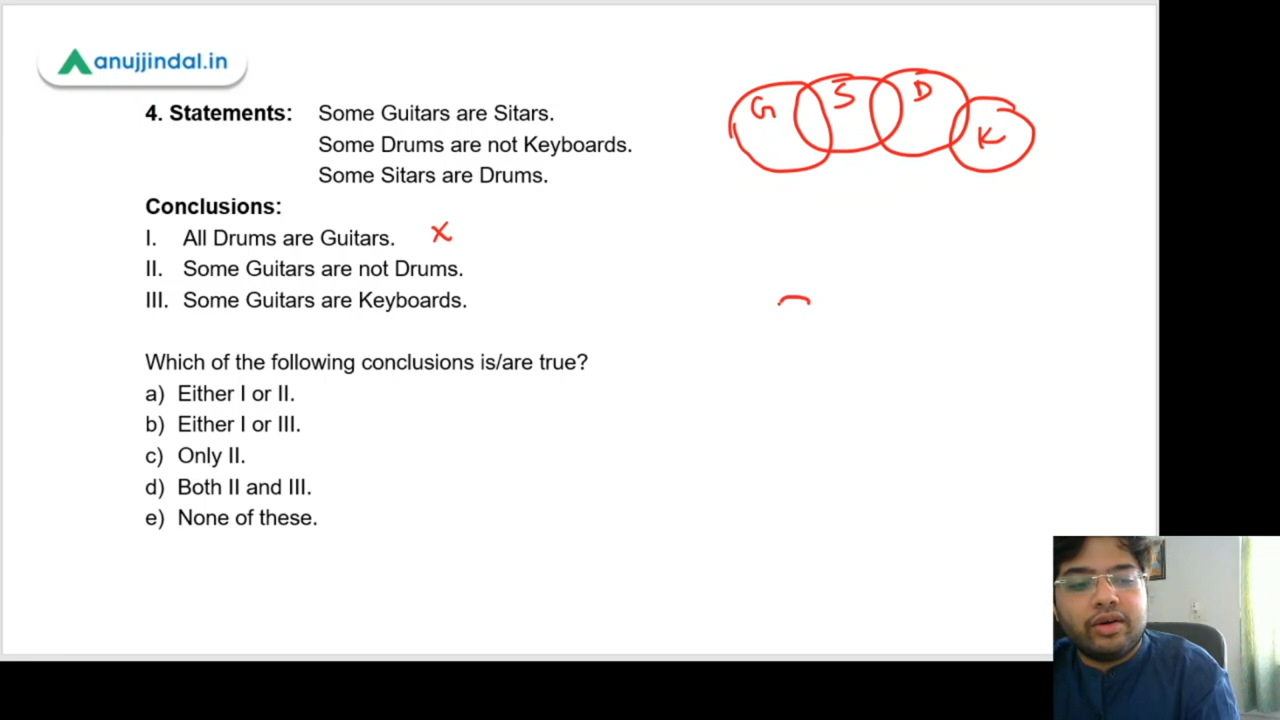 anujjindal.in
4. Statements: Some Guitars are Sitars.
Some Drums are not Keyboards.
Some Sitars are Drums.
Conclusions:
I. All Drums are Guitars. X
II. Some Guitars are not Drums.
III. Some Guitars are Keyboards.
Which of the following conclusions is/are true?
a) Either I or II.
b) Either I or III.
c) Only II.
d) Both II and III.
e) None of these.
G S D K